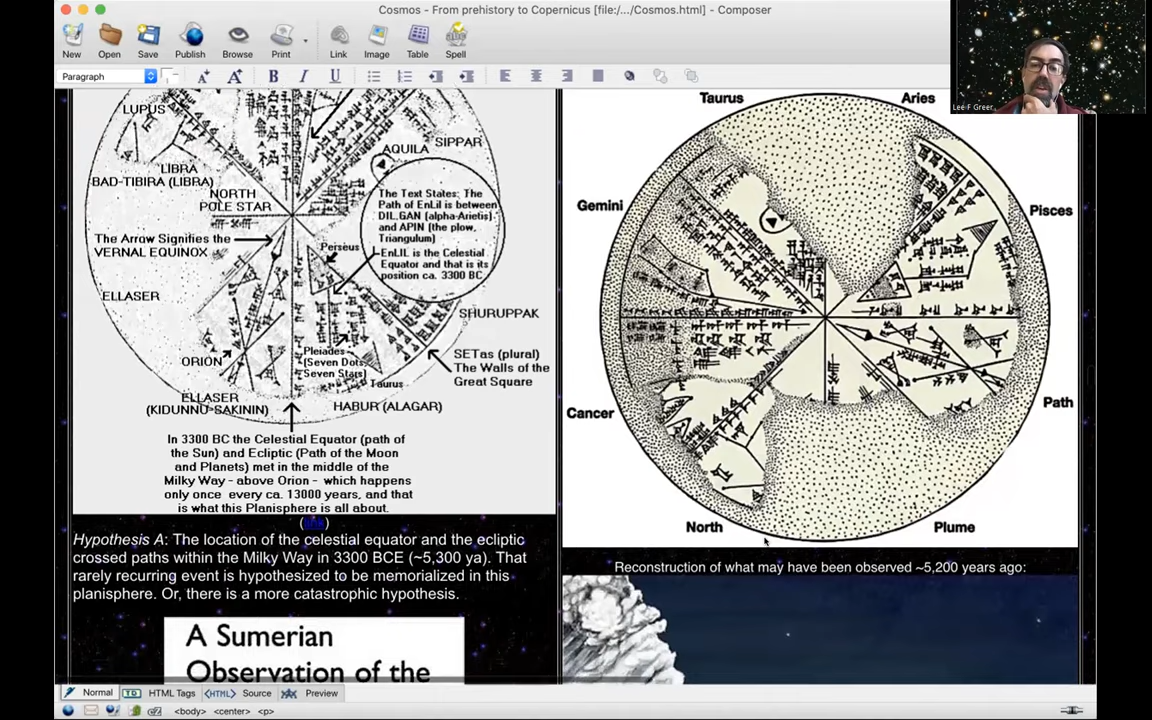 Cosmos - From prehistory to Copernicus [file:/.../Cosmos.html] - Composer
New Open Save Publish Browse Print Link Image Table Spell
Paragraph
B I U
Lee F Greer
LUPUS
LIBRA
BAD-TIBIRA (LIBRA)
NORTH
POLE STAR
The Arrow Signifies the
VERNAL EQUINOX
ELLASER
ORION
ELLASER
(KIDUNNU-SAKININ)
AQUILA
SIPPAR
The Text States: The
Path of EnLil is between
DIL.GAN (alpha-Arietis)
and APIN (the plow,
Triangulum)
EnLIL is the Celestial
Equator and that is its
position ca. 3300 BC
Perseus
SHURUPPAK
Pleiades
(Seven Dots,
Seven Stars)
Taurus
SETas (plural)
The Walls of the
Great Square
HABUR (ALAGAR)
In 3300 BC the Celestial Equator (path of
the Sun) and Ecliptic (Path of the Moon
and Planets) met in the middle of the
Milky Way - above Orion - which happens
only once every ca. 13000 years, and that
is what this Planisphere is all about.
(link)
Hypothesis A: The location of the celestial equator and the ecliptic
crossed paths within the Milky Way in 3300 BCE (~5,300 ya). That
rarely recurring event is hypothesized to be memorialized in this
planisphere. Or, there is a more catastrophic hypothesis.
A Sumerian
Observation of the
Taurus
Aries
Gemini
Pisces
Cancer
Path
North
Plume
Reconstruction of what may have been observed ~5,200 years ago:
Normal HTML Tags <HTML> Source Preview
<body> <center> <p>